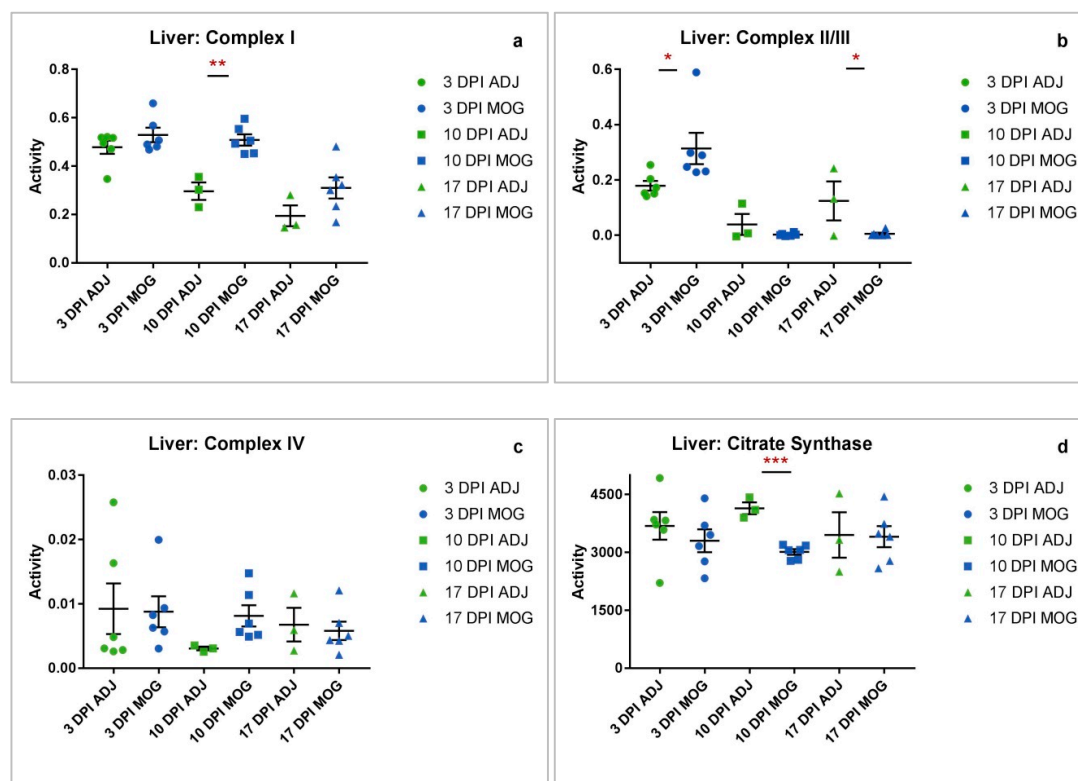 Liver: Complex I
a
**
Activity
0.8
0.6
0.4
0.2
0.0
3 DPI ADJ
3 DPI MOG
10 DPI ADJ
10 DPI MOG
17 DPI ADJ
17 DPI MOG
3 DPI ADJ
3 DPI MOG
10 DPI ADJ
10 DPI MOG
17 DPI ADJ
17 DPI MOG
Liver: Complex II/III
b
*
*
Activity
0.6
0.4
0.2
0.0
3 DPI ADJ
3 DPI MOG
10 DPI ADJ
10 DPI MOG
17 DPI ADJ
17 DPI MOG
3 DPI ADJ
3 DPI MOG
10 DPI ADJ
10 DPI MOG
17 DPI ADJ
17 DPI MOG
Liver: Complex IV
c
Activity
0.03
0.02
0.01
0.00
3 DPI ADJ
3 DPI MOG
10 DPI ADJ
10 DPI MOG
17 DPI ADJ
17 DPI MOG
3 DPI ADJ
3 DPI MOG
10 DPI ADJ
10 DPI MOG
17 DPI ADJ
17 DPI MOG
Liver: Citrate Synthase
d
***
Activity
4500
3000
1500
0
3 DPI ADJ
3 DPI MOG
10 DPI ADJ
10 DPI MOG
17 DPI ADJ
17 DPI MOG
3 DPI ADJ
3 DPI MOG
10 DPI ADJ
10 DPI MOG
17 DPI ADJ
17 DPI MOG